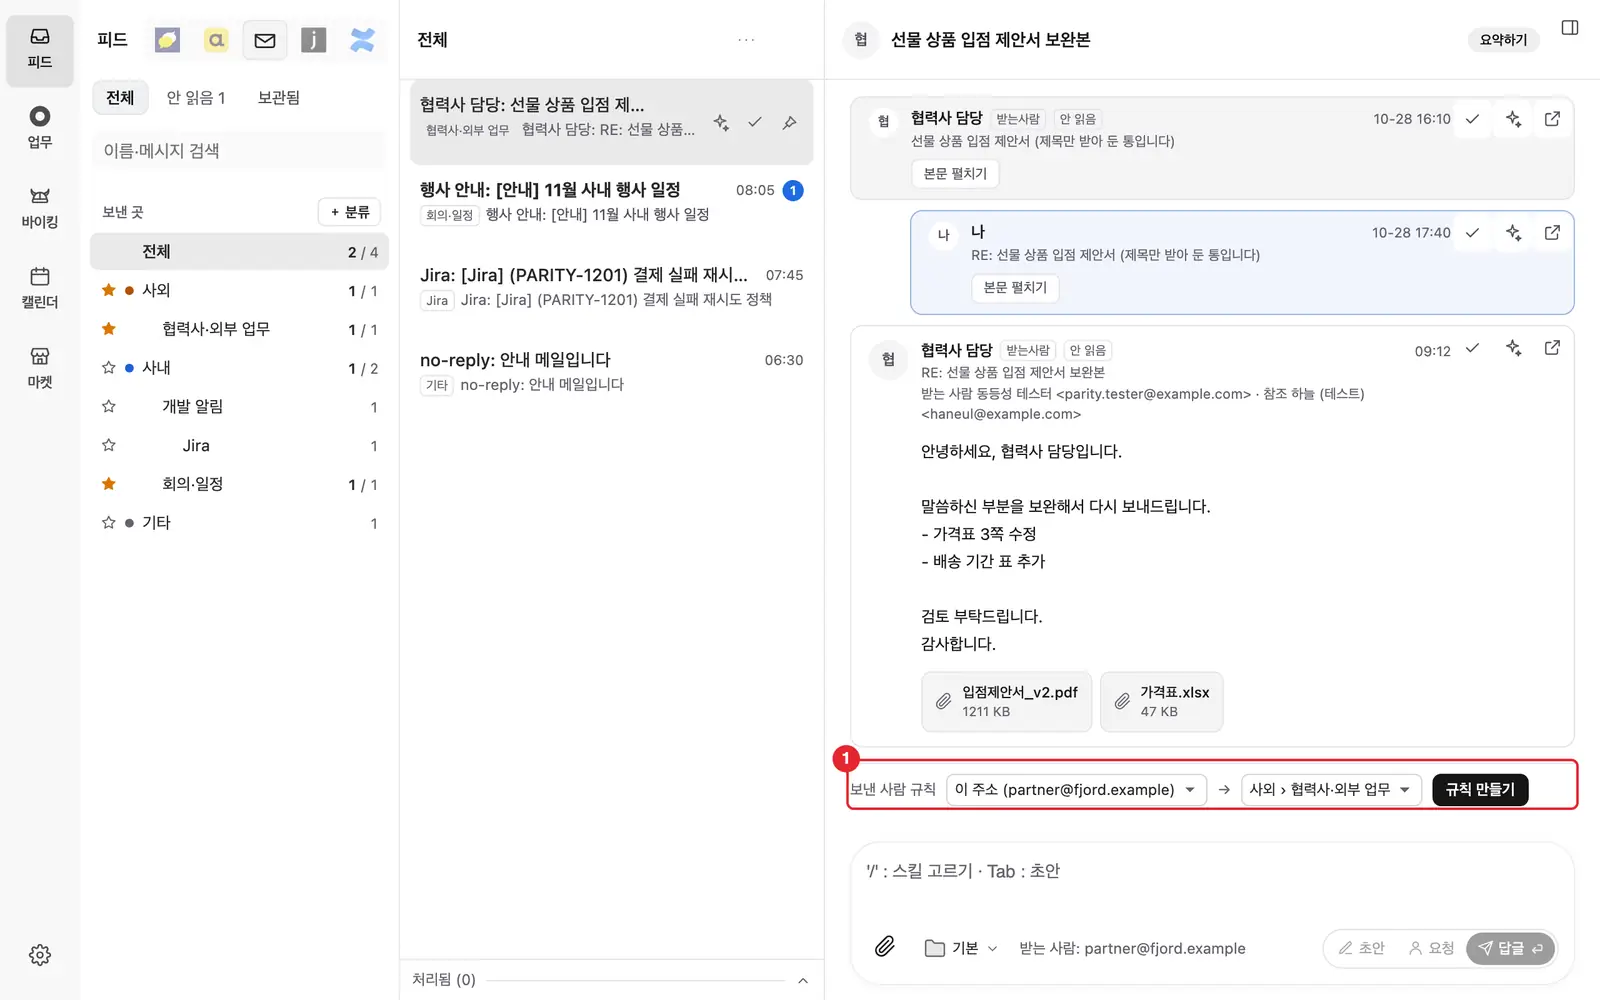 피드
업무
바이킹
캘린더
마켓
피드
a
j
전체
안 읽음 1
보관됨
이름·메시지 검색
보낸 곳
+ 분류
전체 2 / 4
사외 1 / 1
협력사·외부 업무 1 / 1
사내 1 / 2
개발 알림 1
Jira 1
회의·일정 1 / 1
기타 1
전체
···
협력사 담당: 선물 상품 입점 제...
협력사·외부 업무 협력사 담당: RE: 선물 상품...
행사 안내: [안내] 11월 사내 행사 일정 08:05 1
회의·일정 행사 안내: [안내] 11월 사내 행사 일정
Jira: [Jira] (PARITY-1201) 결제 실패 재시... 07:45
Jira Jira: [Jira] (PARITY-1201) 결제 실패 재시도 정책
no-reply: 안내 메일입니다 06:30
기타 no-reply: 안내 메일입니다
처리됨 (0)
협 선물 상품 입점 제안서 보완본
요약하기
협 협력사 담당 받는사람 안 읽음 10-28 16:10
선물 상품 입점 제안서 (제목만 받아 둔 통입니다)
본문 펼치기
나 나 10-28 17:40
RE: 선물 상품 입점 제안서 (제목만 받아 둔 통입니다)
본문 펼치기
협 협력사 담당 받는사람 안 읽음 09:12
RE: 선물 상품 입점 제안서 보완본
받는 사람 동등성 테스터 <parity.tester@example.com> · 참조 하늘 (테스트)
<haneul@example.com>
안녕하세요, 협력사 담당입니다.
말씀하신 부분을 보완해서 다시 보내드립니다.
- 가격표 3쪽 수정
- 배송 기간 표 추가
검토 부탁드립니다.
감사합니다.
입점제안서_v2.pdf
1211 KB
가격표.xlsx
47 KB
1
보낸 사람 규칙 이 주소 (partner@fjord.example) → 사외 › 협력사·외부 업무 규칙 만들기
'/' : 스킬 고르기 · Tab : 초안
기본 받는 사람: partner@fjord.example
초안 요청 답글